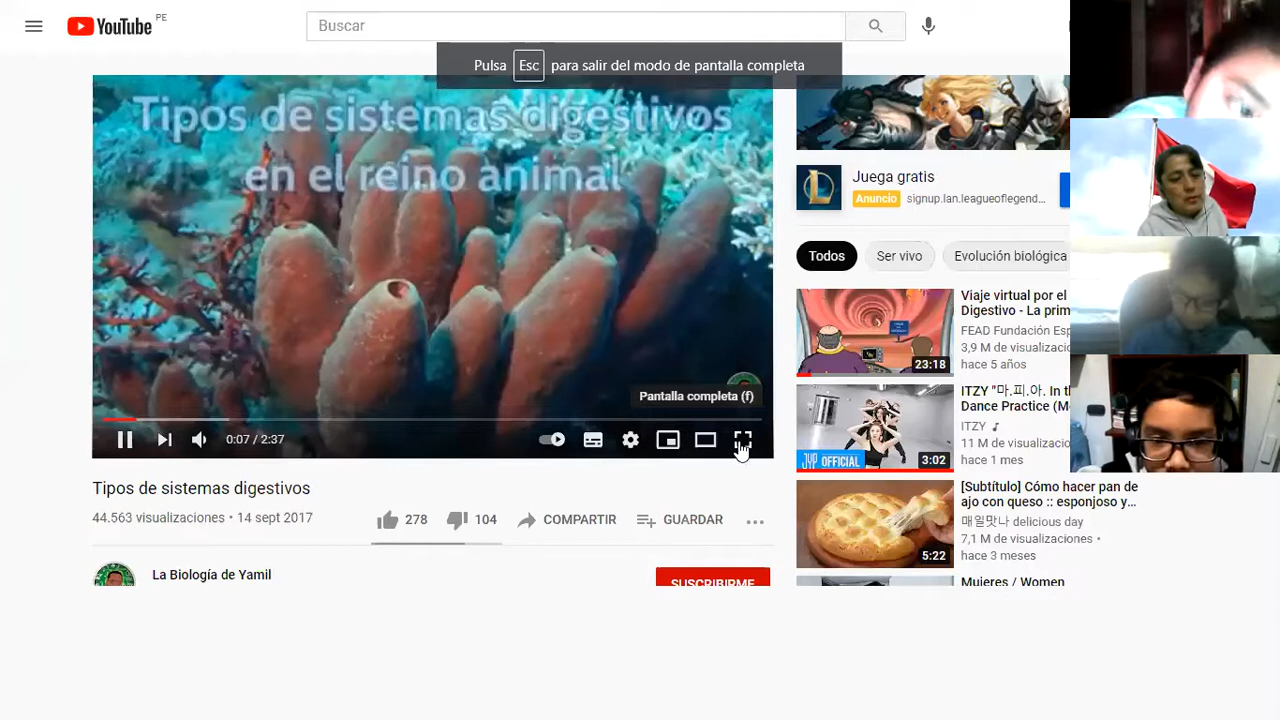 YouTube PE
Buscar
Pulsa Esc para salir del modo de pantalla completa
Tipos de sistemas digestivos
en el reino animal
Pantalla completa (f)
0:07 / 2:37
Tipos de sistemas digestivos
44.563 visualizaciones • 14 sept 2017
278
104
COMPARTIR
GUARDAR
La Biología de Yamil
SUSCRIBIRME
Juega gratis
Anuncio signup.lan.leagueoflegend...
Todos
Ser vivo
Evolución biológica
23:18
Viaje virtual por el
Digestivo - La prim
FEAD Fundación Esp
3,9 M de visualizacio
hace 5 años
JYP OFFICIAL
3:02
ITZY "마.피.아. In th
Dance Practice (M
ITZY
11 M de visualizacio
hace 1 mes
5:22
[Subtítulo] Cómo hacer pan de
ajo con queso :: esponjoso y...
매일맛나 delicious day
7,1 M de visualizaciones •
hace 3 meses
Mujeres / Women